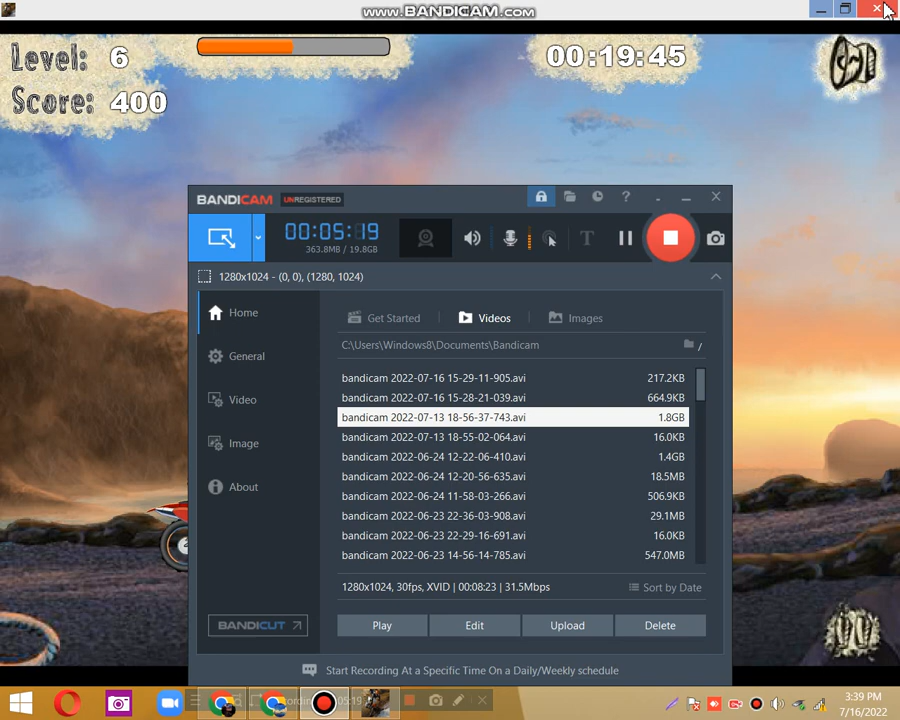 www.BANDICAM.com
Level: 6
00:19:45
Score: 400
BANDICAM UNREGISTERED
00:05:19
363.8MB / 19.8GB
1280x1024 - (0, 0), (1280, 1024)
Home
General
Video
Image
About
BANDICUT
Get Started
Videos
Images
C:\Users\Windows8\Documents\Bandicam
bandicam 2022-07-16 15-29-11-905.avi 217.2KB
bandicam 2022-07-16 15-28-21-039.avi 664.9KB
bandicam 2022-07-13 18-56-37-743.avi 1.8GB
bandicam 2022-07-13 18-55-02-064.avi 16.0KB
bandicam 2022-06-24 12-22-06-410.avi 1.4GB
bandicam 2022-06-24 12-20-56-635.avi 18.5MB
bandicam 2022-06-24 11-58-03-266.avi 506.9KB
bandicam 2022-06-23 22-36-03-908.avi 29.1MB
bandicam 2022-06-23 22-29-16-691.avi 16.0KB
bandicam 2022-06-23 14-56-14-785.avi 547.0MB
1280x1024, 30fps, XVID | 00:08:23 | 31.5Mbps
Sort by Date
Play
Edit
Upload
Delete
Start Recording At a Specific Time On a Daily/Weekly schedule
3:39 PM
7/16/2022